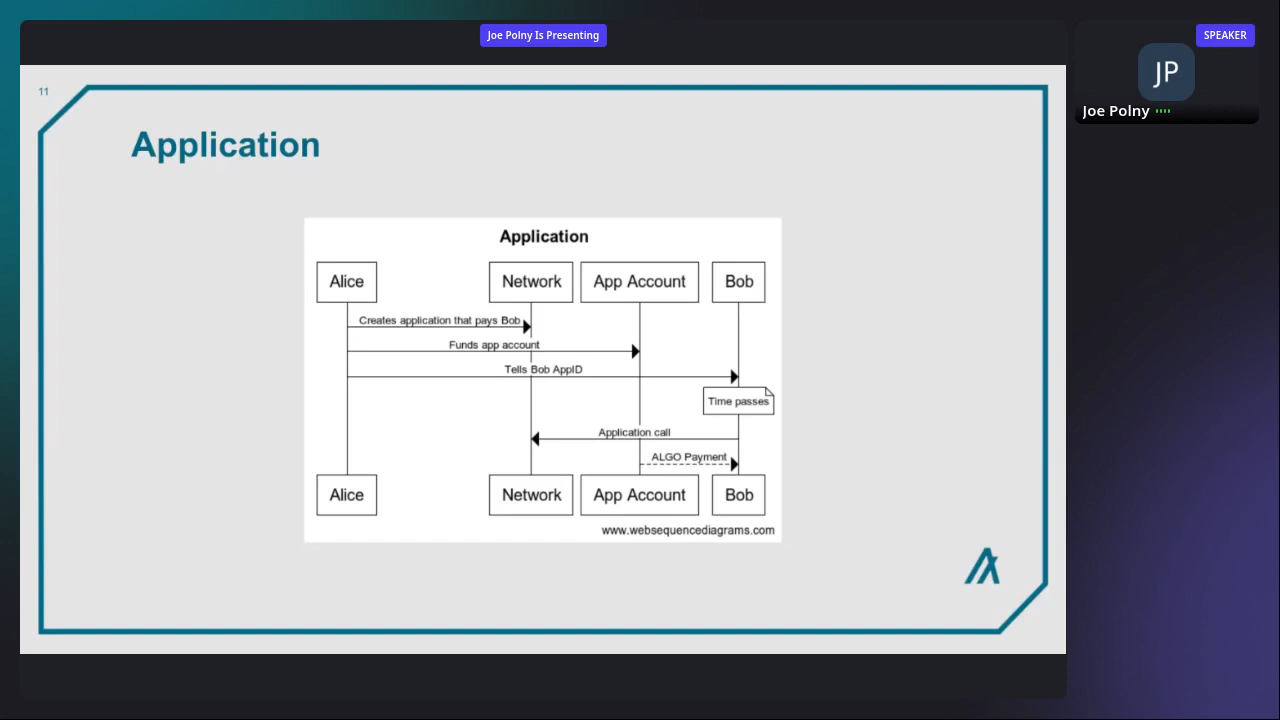 Joe Polny Is Presenting
SPEAKER
JP
Joe Polny
11
Application
Application
Alice
Network
App Account
Bob
Creates application that pays Bob
Funds app account
Tells Bob AppID
Time passes
Application call
ALGO Payment
Alice
Network
App Account
Bob
www.websequencediagrams.com